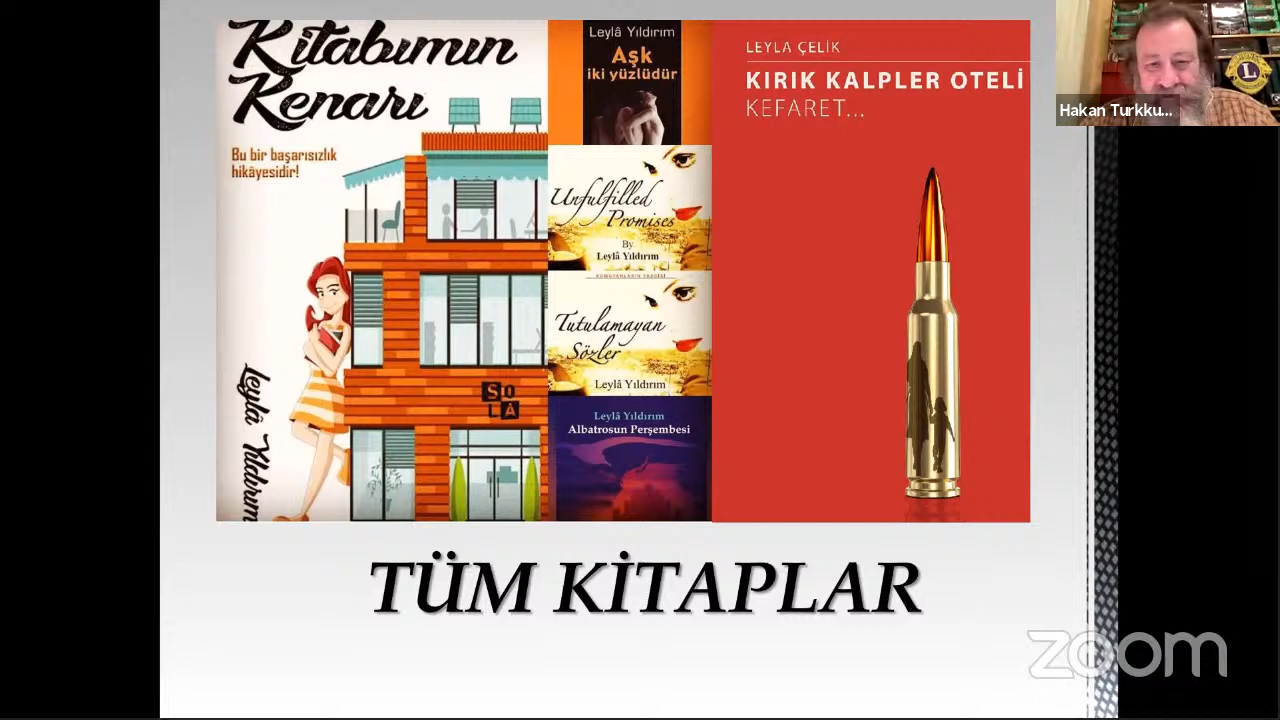 Kitabımın
Kenarı
Bu bir başarısızlık
hikâyesidir!
Leylâ Yıldırım
SOLA
Leylâ Yıldırım
Aşk
iki yüzlüdür
Unfulfilled
Promises
By
Leylâ Yıldırım
Tutulamayan
Sözler
Leylâ Yıldırım
Leylâ Yıldırım
Albatrosun Perşembesi
LEYLA ÇELİK
KIRIK KALPLER OTELİ
KEFARET...
L
Hakan Turkku...
TÜM KİTAPLAR
zoom